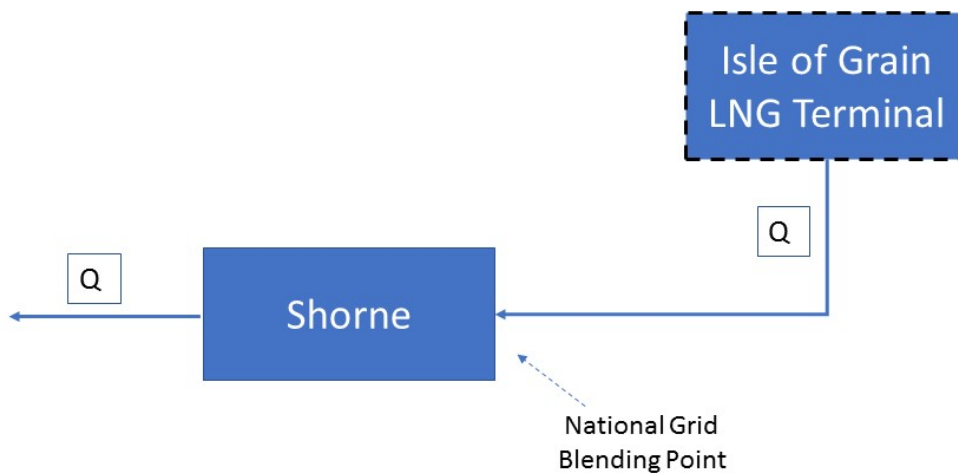 Isle of Grain
LNG Terminal
Q
Q
Shorne
National Grid
Blending Point